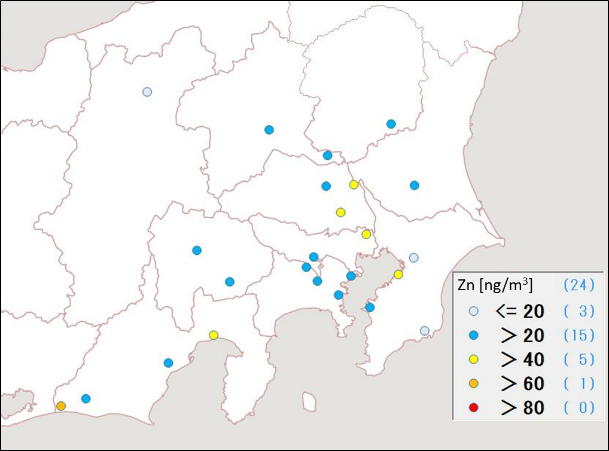 Zn [ng/m³] (24)
<= 20 ( 3)
> 20 (15)
> 40 ( 5)
> 60 ( 1)
> 80 ( 0)